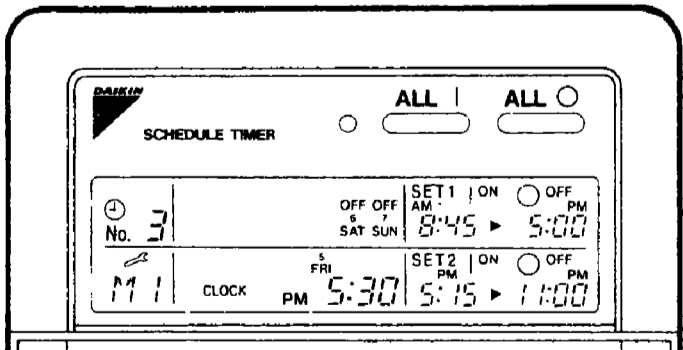 DAIKIN
ALL | ALL ○
SCHEDULE TIMER
SET1 | ON ○ OFF
OFF OFF AM PM
6 7
No. 3 SAT SUN 8:45 ▶ 5:00
5 SET2 | ON ○ OFF
FRI PM PM
M1 CLOCK PM 5:30 5:15 ▶ 11:00